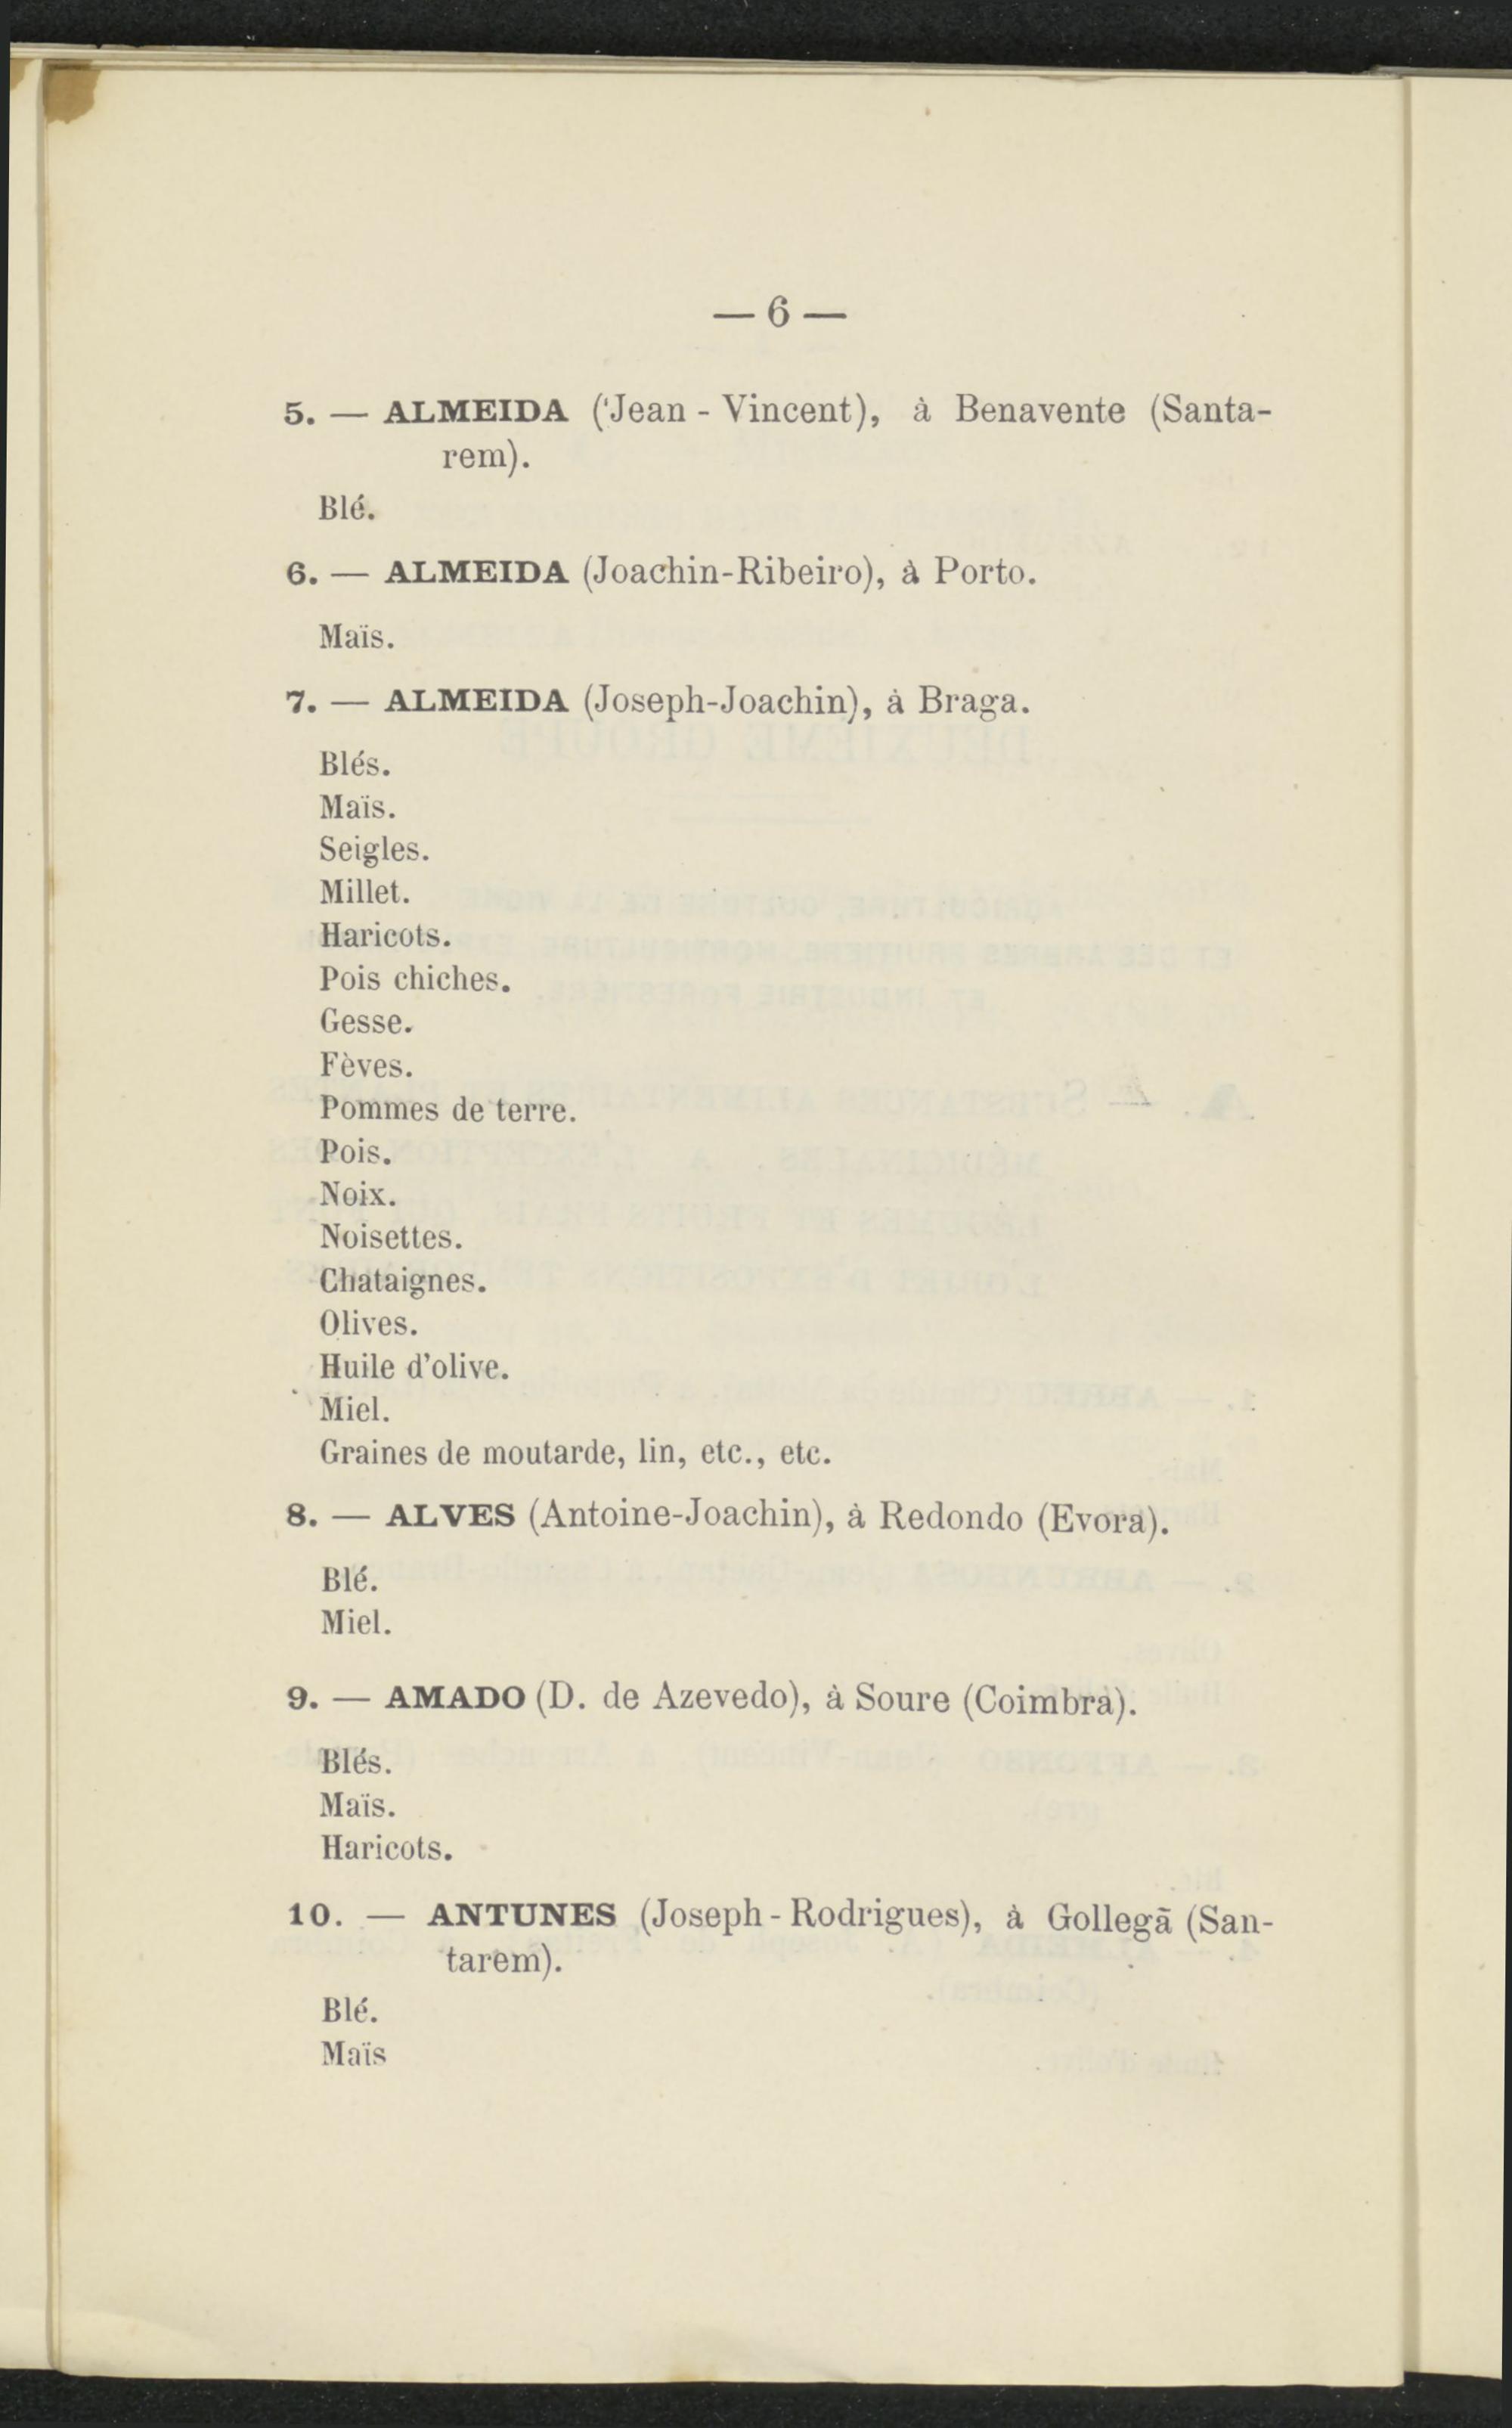 — 6 —
5. — ALMEIDA ('Jean - Vincent), à Benavente (Santa-
rem).
Blé.
6. — ALMEIDA (Joachin-Ribeiro), à Porto.
Maïs.
7. — ALMEIDA (Joseph-Joachin), à Braga.
Blés.
Maïs.
Seigles.
Millet.
Haricots.
Pois chiches.
Gesse.
Fèves.
Pommes de terre.
Pois.
Noix.
Noisettes.
Chataignes.
Olives.
Huile d'olive.
Miel.
Graines de moutarde, lin, etc., etc.
8. — ALVES (Antoine-Joachin), à Redondo (Evora).
Blé.
Miel.
9. — AMADO (D. de Azevedo), à Soure (Coimbra).
Blés.
Maïs.
Haricots.
10. — ANTUNES (Joseph - Rodrigues), à Gollegã (San-
tarem).
Blé.
Maïs